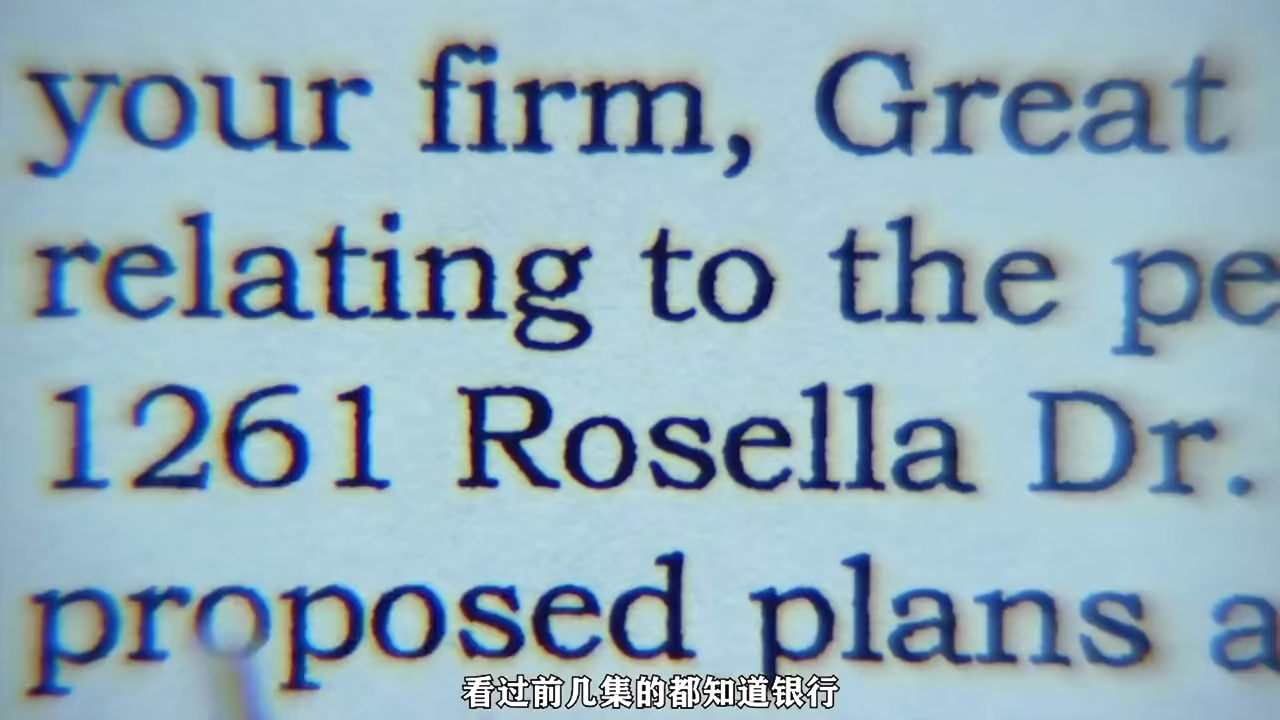 your firm, Great
relating to the pe
1261 Rosella Dr.
proposed plans a
看过前几集的都知道银行